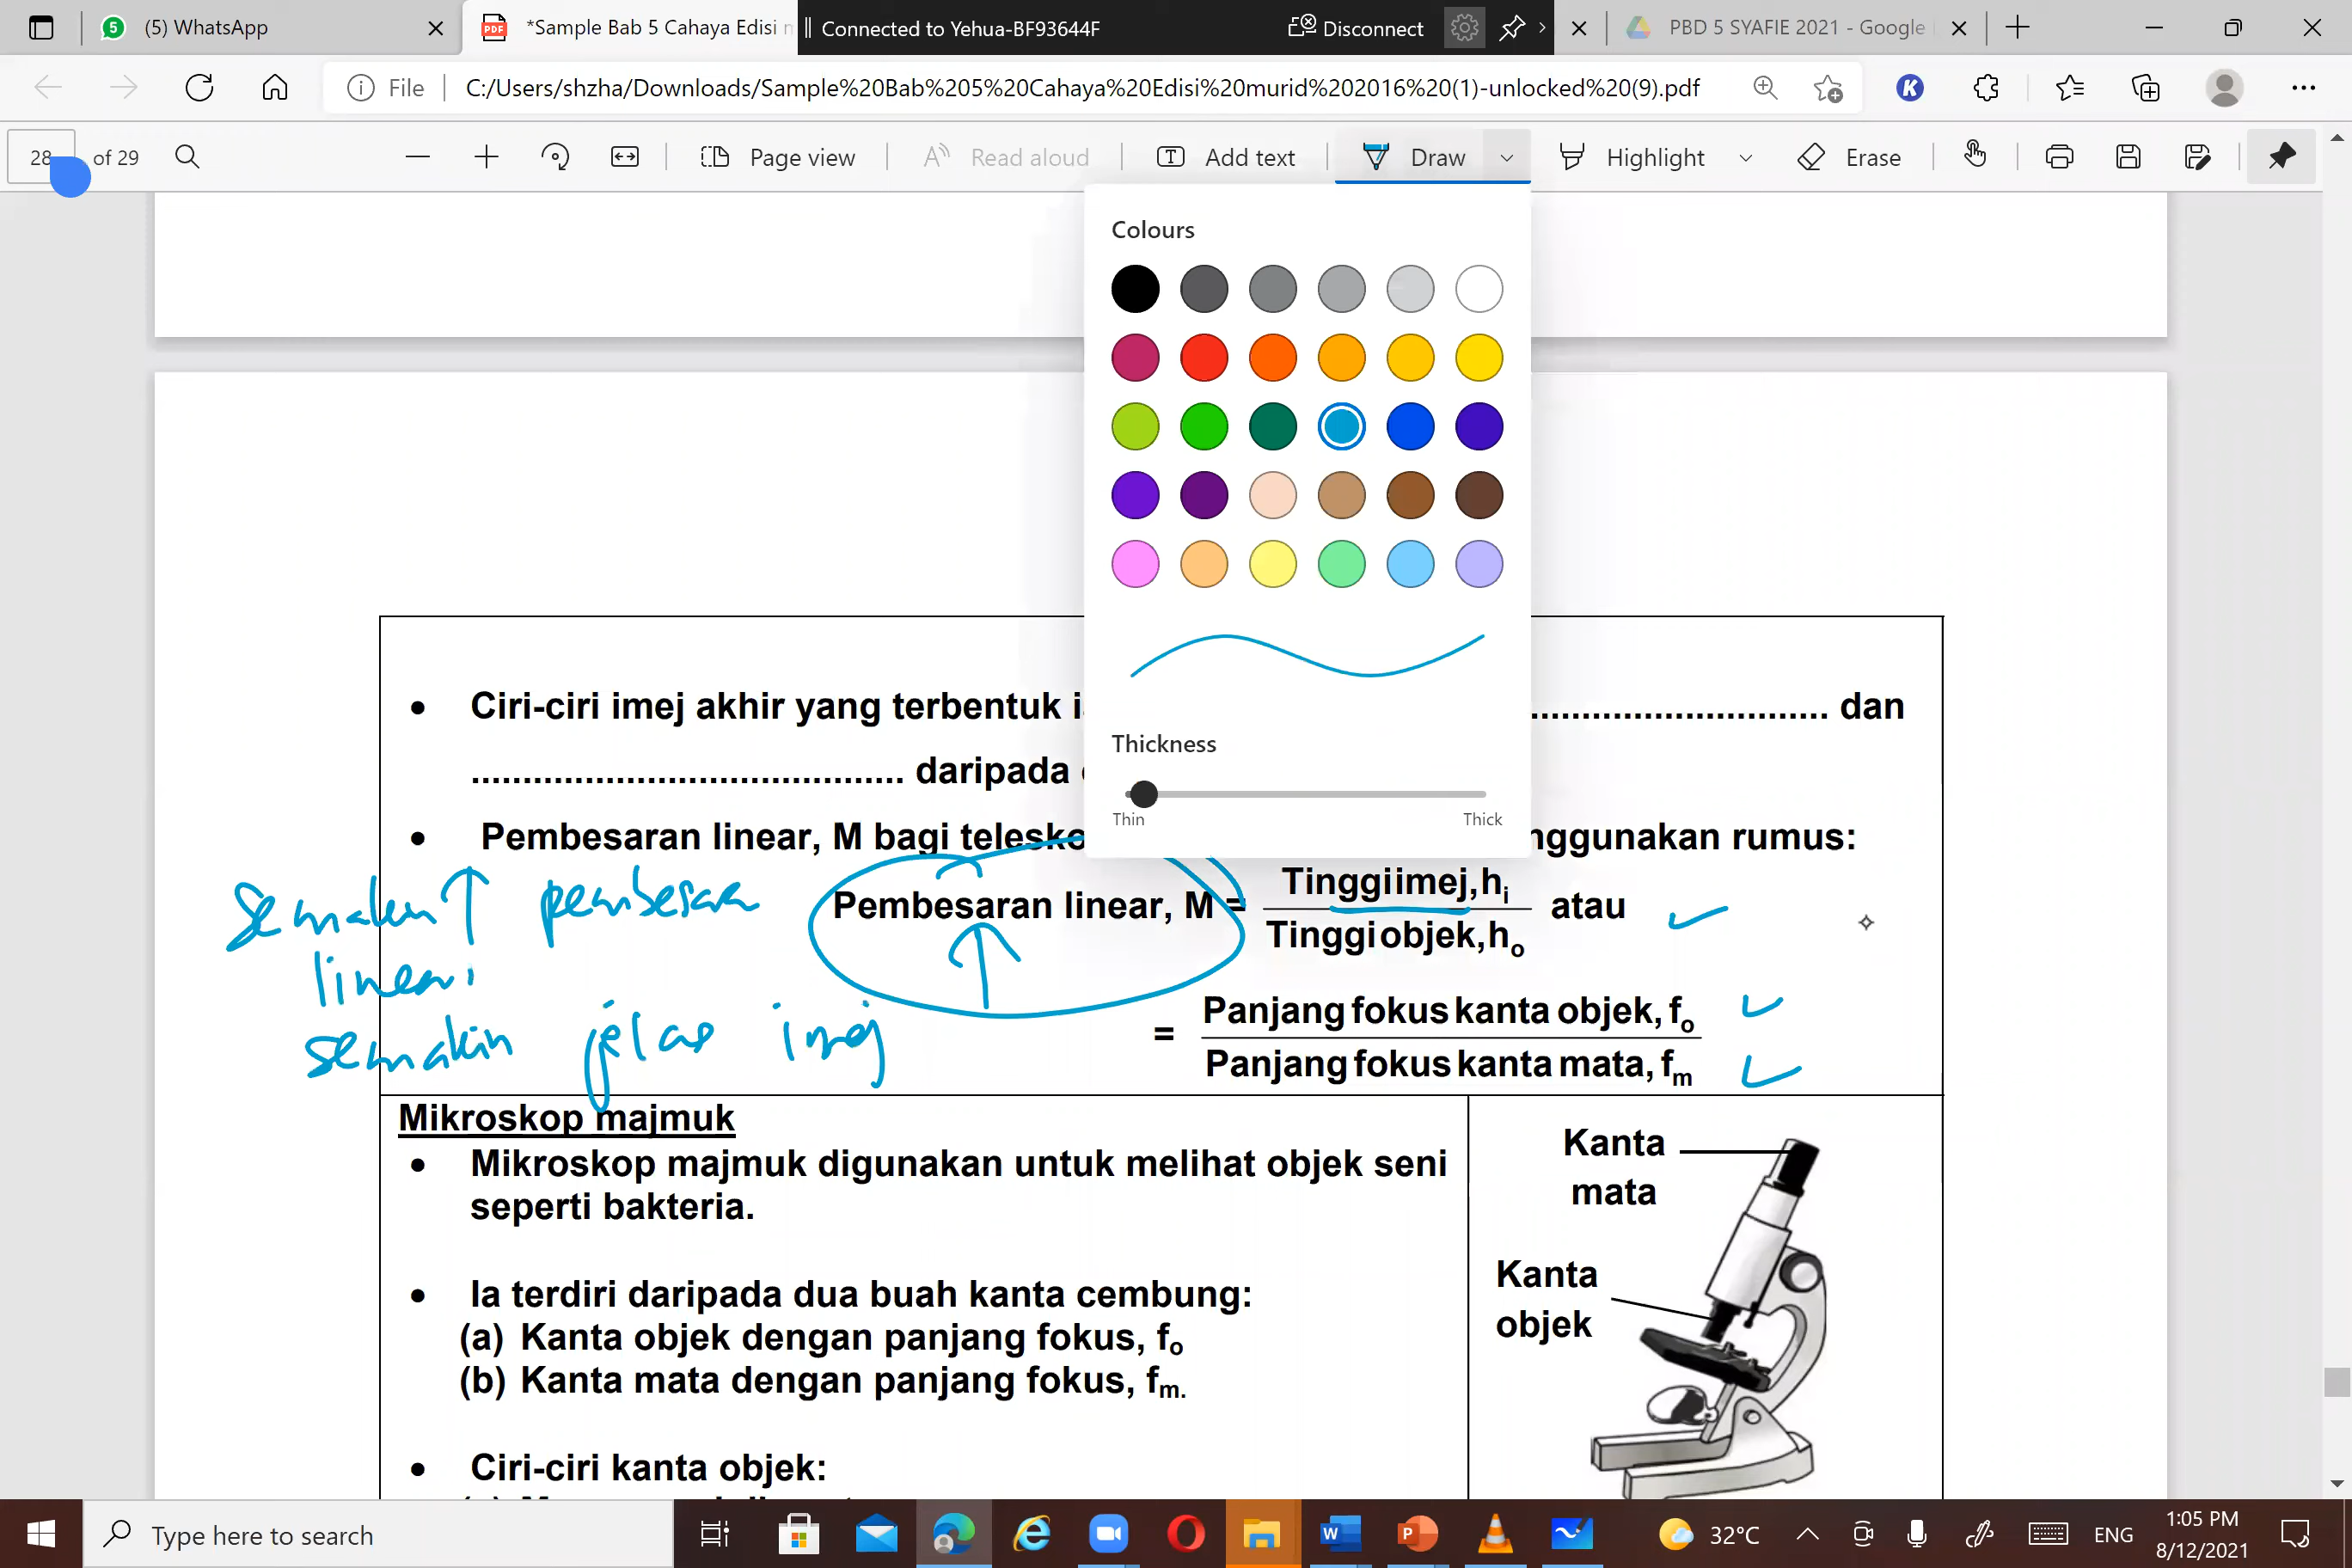 (5) WhatsApp
*Sample Bab 5 Cahaya Edisi
Connected to Yehua-BF93644F
Disconnect
PBD 5 SYAFIE 2021 - Google
File
C:/Users/shzha/Downloads/Sample%20Bab%205%20Cahaya%20Edisi%20murid%202016%20(1)-unlocked%20(9).pdf
28 of 29
Page view
Read aloud
Add text
Draw
Highlight
Erase
Colours
Thickness
Thin
Thick
• Ciri-ciri imej akhir yang terbentuk .............................. dan
.......................................... daripada
• Pembesaran linear, M bagi nggunakan rumus:
Semakin ↑ pembesaran
linear
semakin jelas imej
Pembesaran linear, M = Tinggi imej, hi atau
Tinggi objek, ho
= Panjang fokus kanta objek, fo
Panjang fokus kanta mata, fm
Mikroskop majmuk
• Mikroskop majmuk digunakan untuk melihat objek seni
seperti bakteria.
• Ia terdiri daripada dua buah kanta cembung:
(a) Kanta objek dengan panjang fokus, fo
(b) Kanta mata dengan panjang fokus, fm.
• Ciri-ciri kanta objek:
Kanta
mata
Kanta
objek
Type here to search
32°C
ENG
1:05 PM
8/12/2021